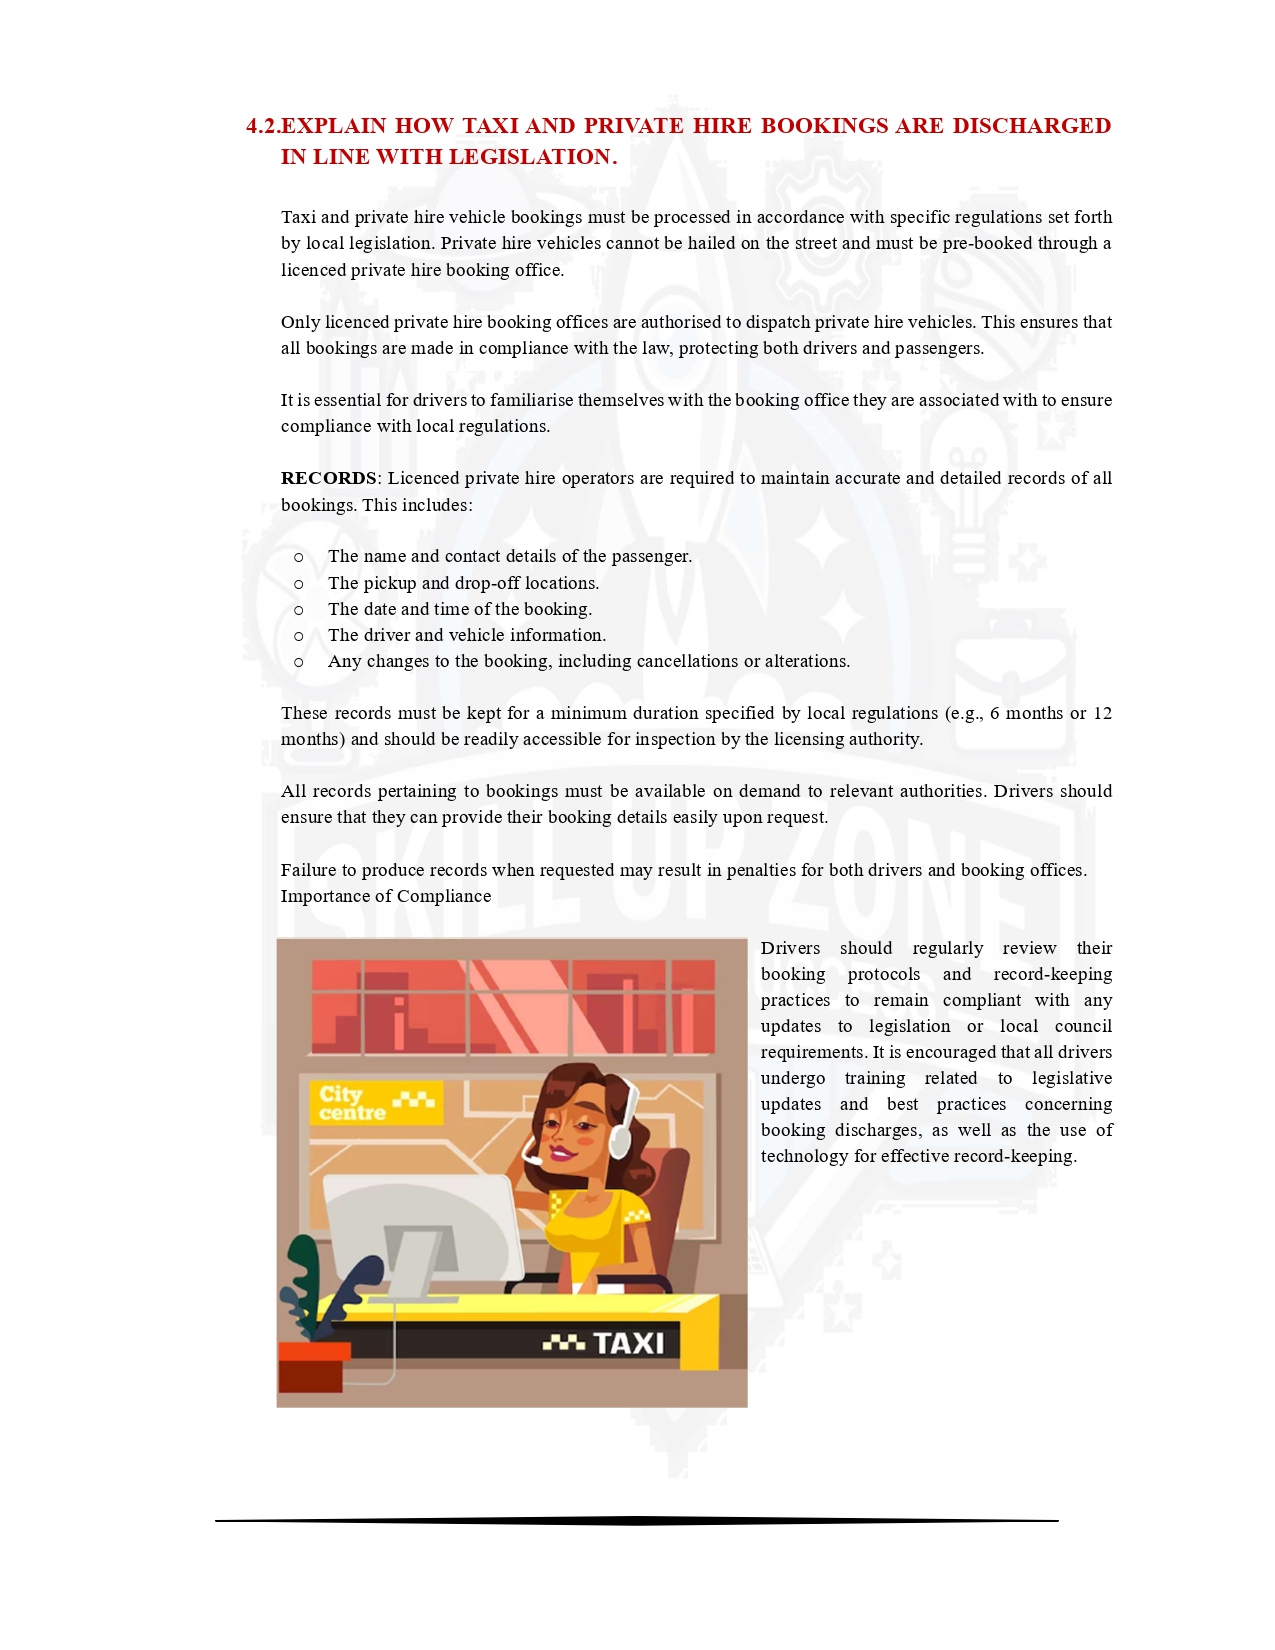 4.2.EXPLAIN HOW TAXI AND PRIVATE HIRE BOOKINGS ARE DISCHARGED
IN LINE WITH LEGISLATION.
Taxi and private hire vehicle bookings must be processed in accordance with specific regulations set forth
by local legislation. Private hire vehicles cannot be hailed on the street and must be pre-booked through a
licenced private hire booking office.
Only licenced private hire booking offices are authorised to dispatch private hire vehicles. This ensures that
all bookings are made in compliance with the law, protecting both drivers and passengers.
It is essential for drivers to familiarise themselves with the booking office they are associated with to ensure
compliance with local regulations.
RECORDS: Licenced private hire operators are required to maintain accurate and detailed records of all
bookings. This includes:
o The name and contact details of the passenger.
o The pickup and drop-off locations.
o The date and time of the booking.
o The driver and vehicle information.
o Any changes to the booking, including cancellations or alterations.
These records must be kept for a minimum duration specified by local regulations (e.g., 6 months or 12
months) and should be readily accessible for inspection by the licensing authority.
All records pertaining to bookings must be available on demand to relevant authorities. Drivers should
ensure that they can provide their booking details easily upon request.
Failure to produce records when requested may result in penalties for both drivers and booking offices.
Importance of Compliance
SKILL UP ZONE
Drivers should regularly review their
booking protocols and record-keeping
practices to remain compliant with any
updates to legislation or local council
requirements. It is encouraged that all drivers
undergo training related to legislative
updates and best practices concerning
booking discharges, as well as the use of
technology for effective record-keeping.
City
centre
TAXI